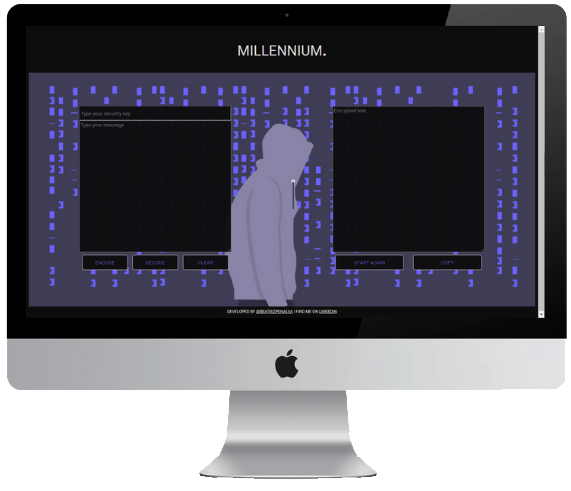 MILLENNIUM.
Type your security key
Type your message
Encrypted text
ENCODE
DECODE
CLEAR
START AGAIN
COPY
DEVELOPED BY @BEATRIZPENALVA | FIND ME ON LINKEDIN